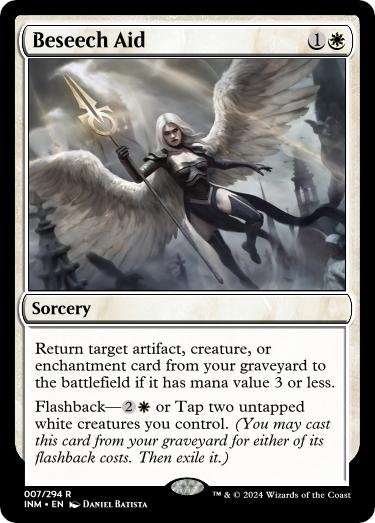 Beseech Aid 1
Sorcery
Return target artifact, creature, or
enchantment card from your graveyard to
the battlefield if it has mana value 3 or less.
Flashback—2 or Tap two untapped
white creatures you control. (You may cast
this card from your graveyard for either of its
flashback costs. Then exile it.)
007/294 R
INM • EN Daniel Batista
™ & © 2024 Wizards of the Coast